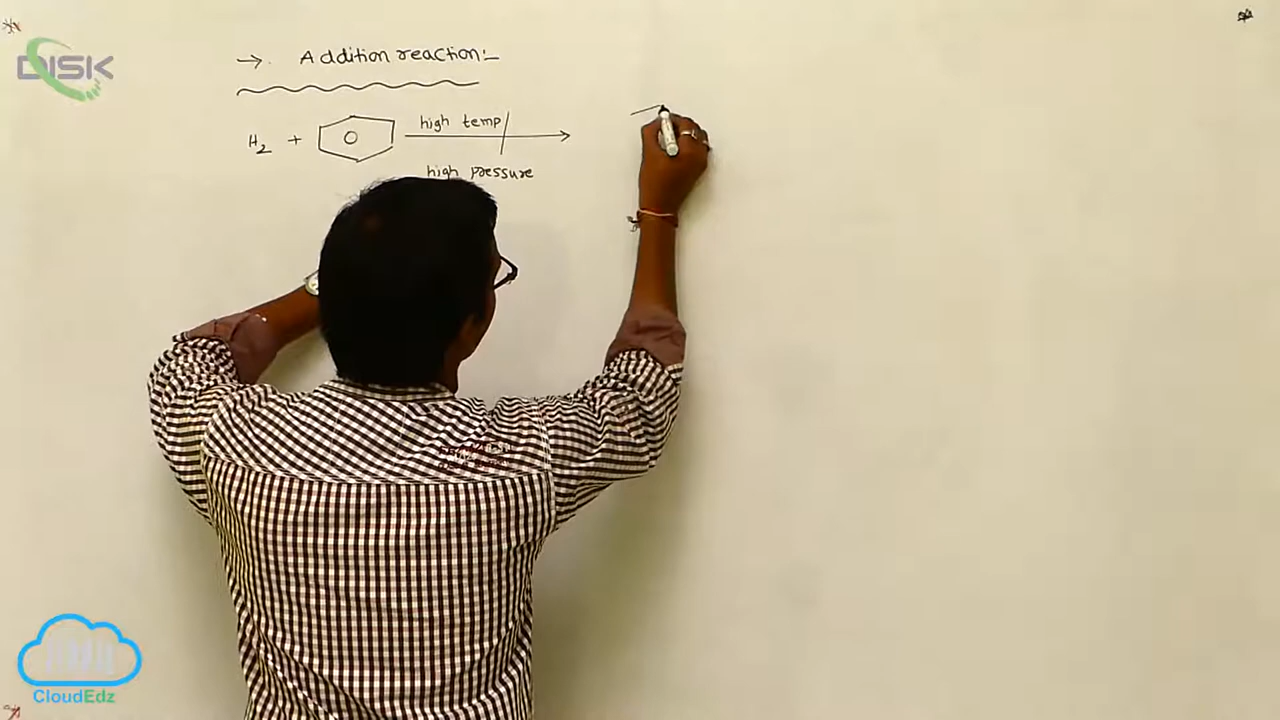 DISK
→ Addition reaction:-
H₂ + high temp
high pressure
CloudEdz